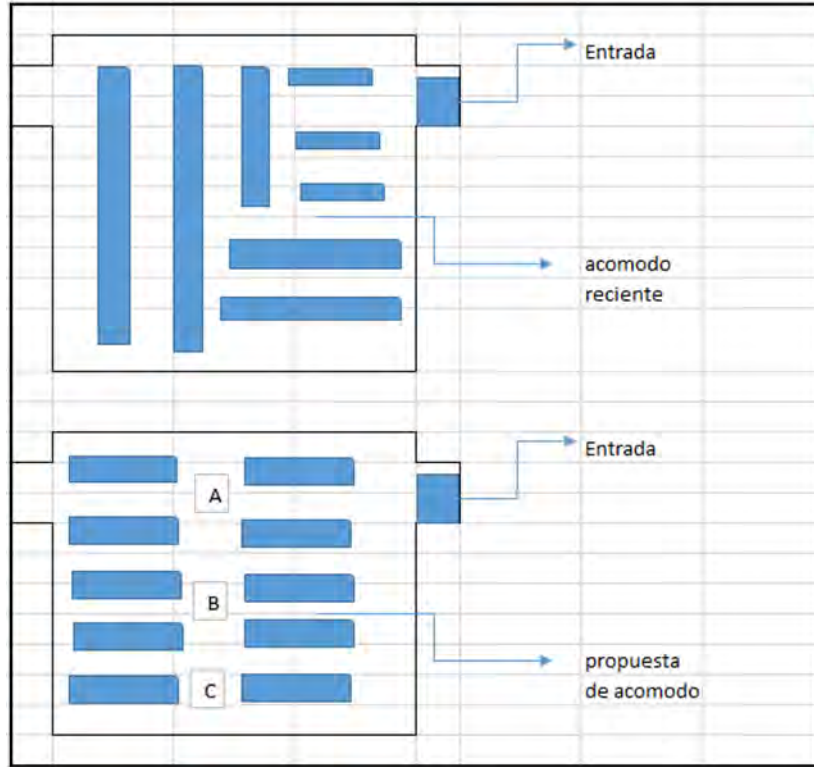 Entrada
acomodo
reciente
Entrada
A
B
propuesta
de acomodo
C